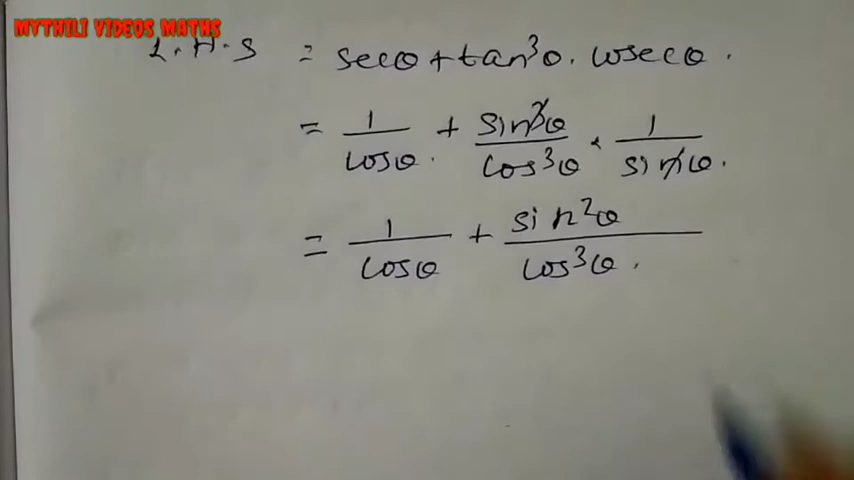 MYTHILI VIDEOS MATHS
L.H.S = secθ + tan³θ . cosecθ .
= 1/cosθ . + sin³θ/cos³θ × 1/sinθ .
= 1/cosθ + sin²θ/cos³θ .